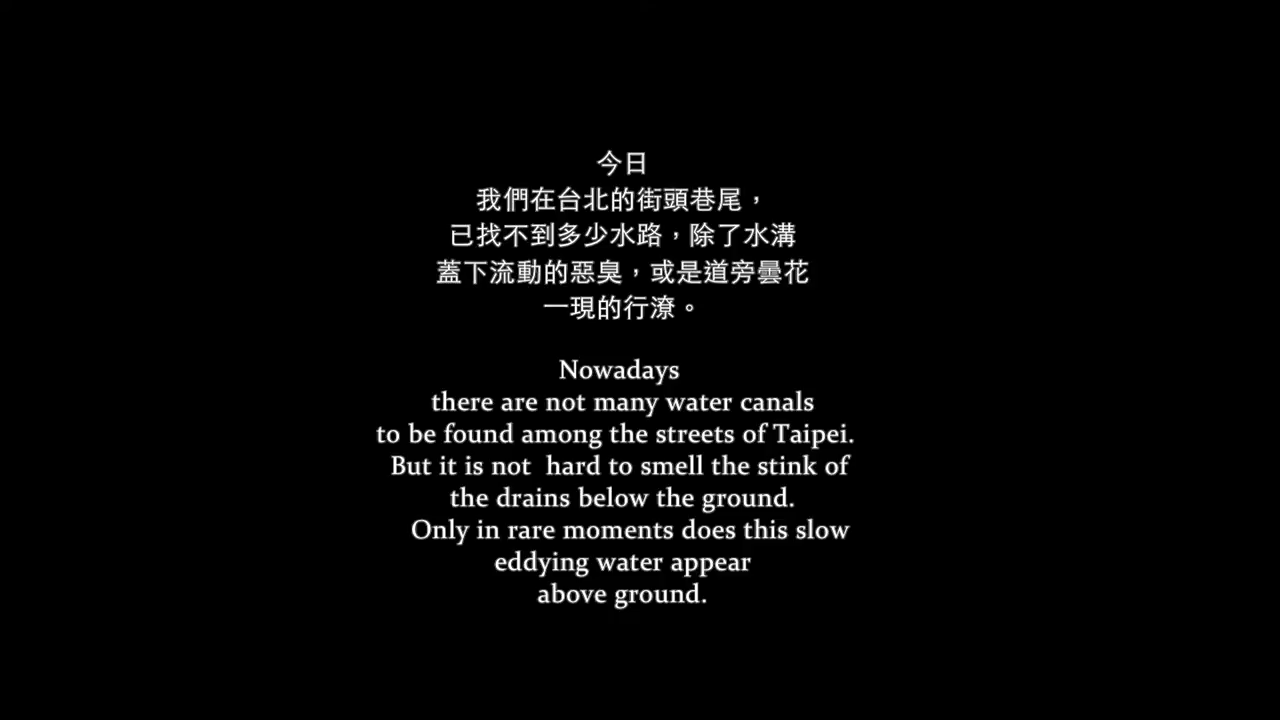 今日
我們在台北的街頭巷尾，
已找不到多少水路，除了水溝
蓋下流動的惡臭，或是道旁曇花
一現的行潦。
Nowadays
there are not many water canals
to be found among the streets of Taipei.
But it is not  hard to smell the stink of
the drains below the ground.
Only in rare moments does this slow
eddying water appear
above ground.